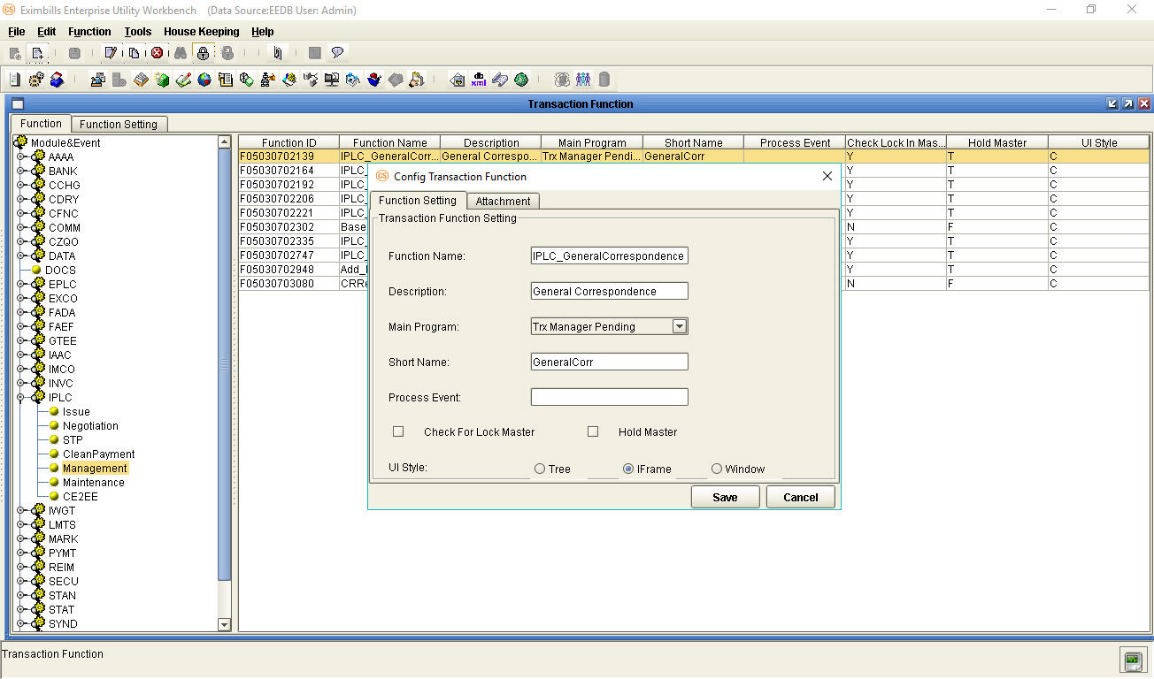 Eximbills Enterprise Utility Workbench (Data Source:EEDB User: Admin)
File Edit Function Tools House Keeping Help
Transaction Function
Function Function Setting
Module&Event
AAAA
BANK
CCHG
CDRY
CFNC
COMM
CZQO
DATA
DOCS
EPLC
EXCO
FADA
FAEF
GTEE
IAAC
IMCO
INVC
IPLC
Issue
Negotiation
STP
CleanPayment
Management
Maintenance
CE2EE
IWGT
LMTS
MARK
PYMT
REIM
SECU
STAN
STAT
SYND
Function ID Function Name Description Main Program Short Name Process Event Check Lock In Mas... Hold Master UI Style
F05030702139 IPLC_GeneralCorr... General Correspo... Trx Manager Pendi... GeneralCorr Y T C
F05030702164 IPLC_ Y T C
F05030702192 IPLC_ Y T C
F05030702206 IPLC_ Y T C
F05030702221 IPLC_ Y T C
F05030702302 Base N F C
F05030702335 IPLC_ Y T C
F05030702747 IPLC_ Y T C
F05030702948 Add_ Y T C
F05030703080 CRRe N F C
Config Transaction Function
Function Setting Attachment
Transaction Function Setting
Function Name: IPLC_GeneralCorrespondence
Description: General Correspondence
Main Program: Trx Manager Pending
Short Name: GeneralCorr
Process Event:
Check For Lock Master Hold Master
UI Style: Tree IFrame Window
Save Cancel
Transaction Function